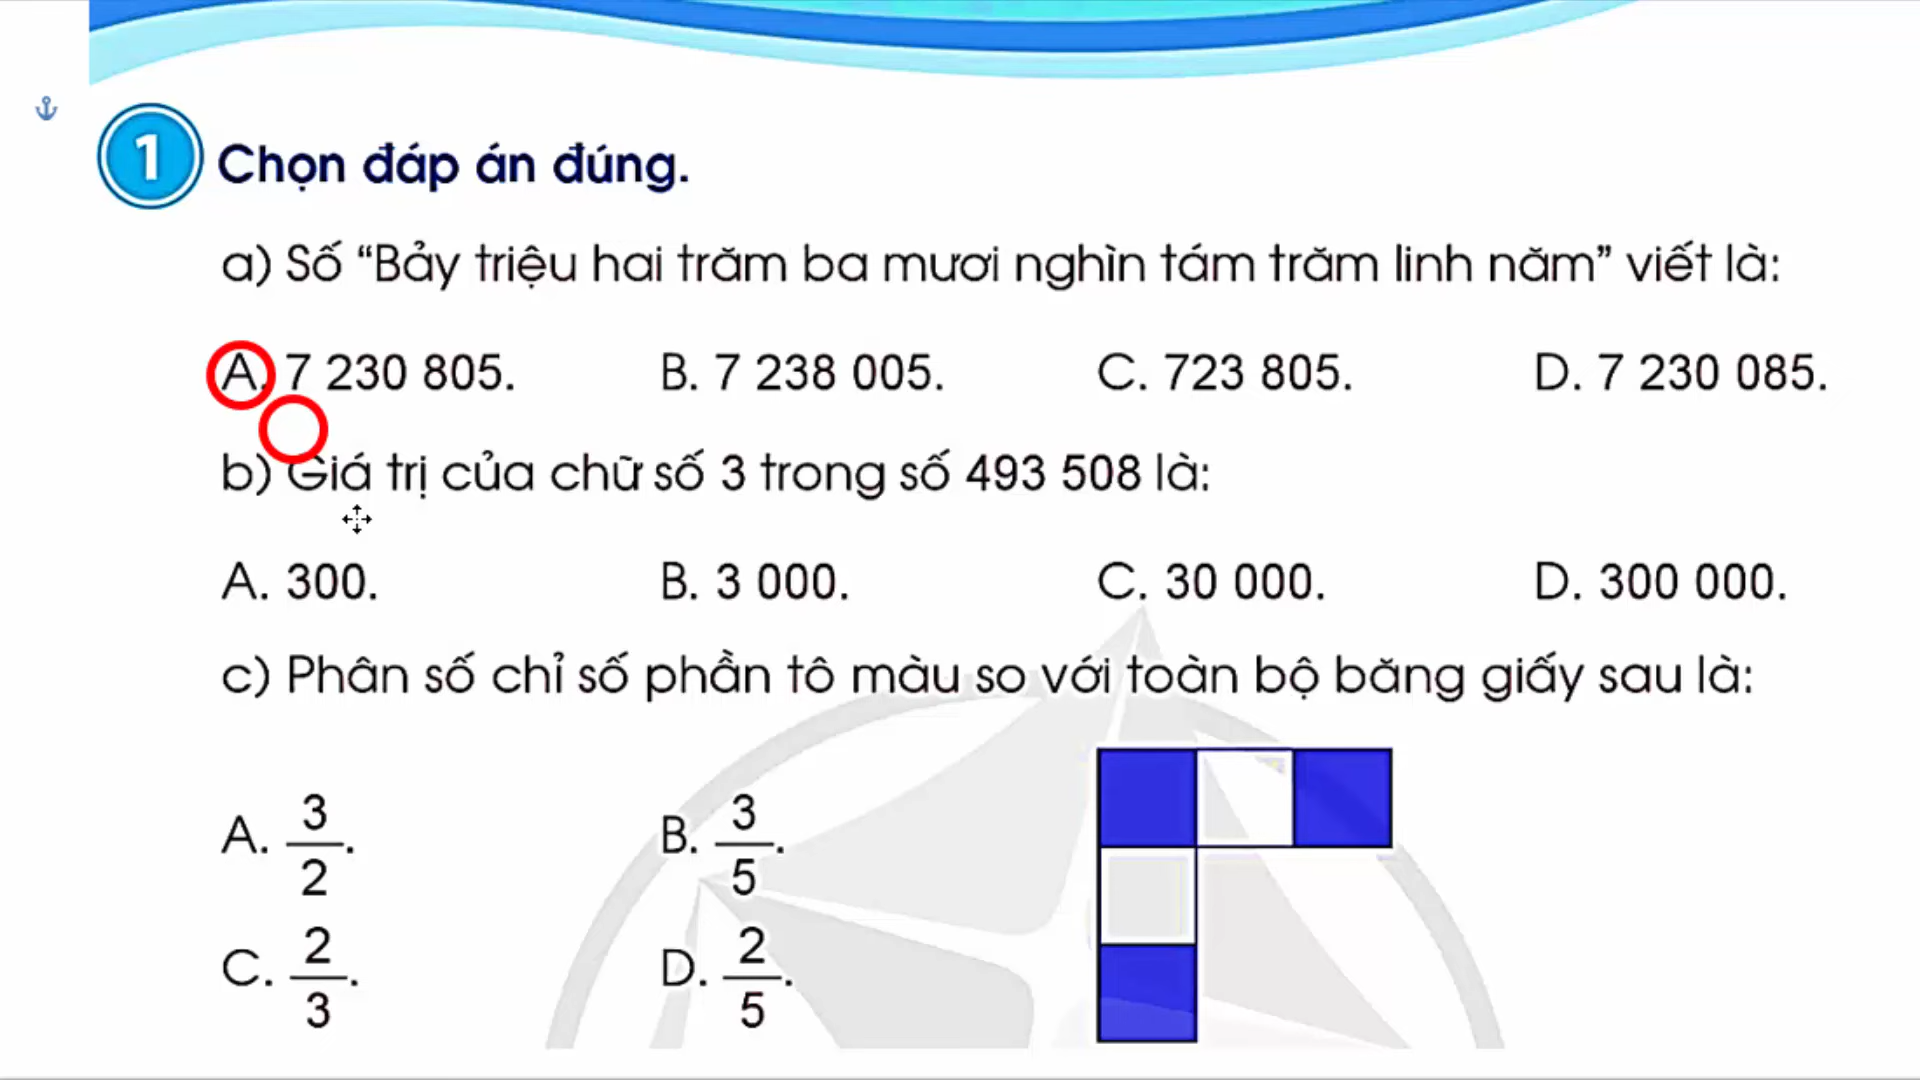 1 Chọn đáp án đúng.
a) Số “Bảy triệu hai trăm ba mươi nghìn tám trăm linh năm” viết là:
A. 7 230 805. B. 7 238 005. C. 723 805. D. 7 230 085.
b) Giá trị của chữ số 3 trong số 493 508 là:
A. 300. B. 3 000. C. 30 000. D. 300 000.
c) Phân số chỉ số phần tô màu so với toàn bộ băng giấy sau là:
A. 3/2. B. 3/5.
C. 2/3. D. 2/5.